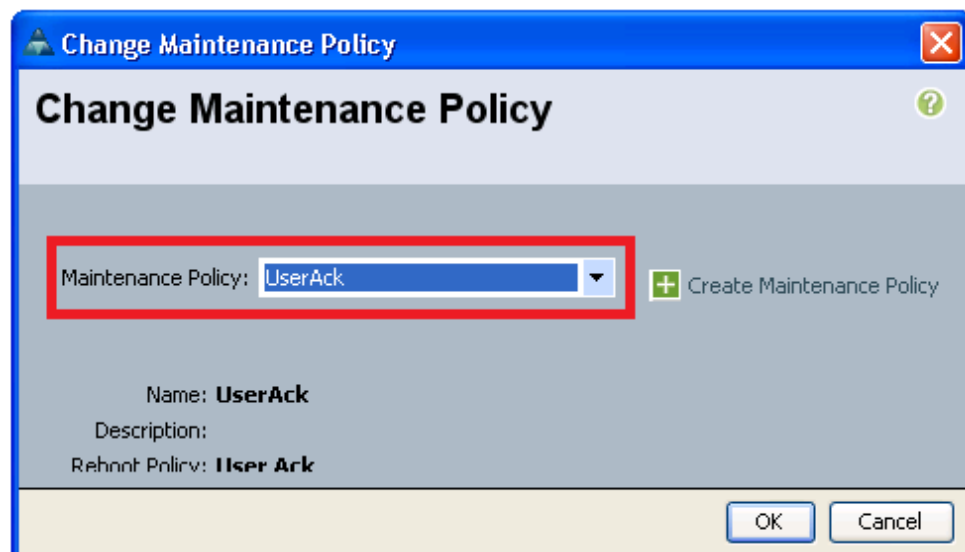 Change Maintenance Policy
Change Maintenance Policy
Maintenance Policy: UserAck
Create Maintenance Policy
Name: UserAck
Description:
Reboot Policy: User Ack
OK Cancel